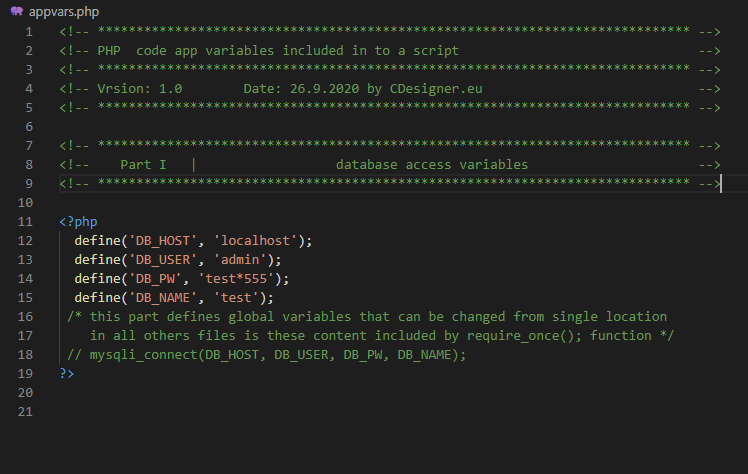 appvars.php
1 <!-- ***************************************************************************** -->
2 <!-- PHP  code app variables included in to a script                               -->
3 <!-- ***************************************************************************** -->
4 <!-- Vrsion: 1.0        Date: 26.9.2020 by CDesigner.eu                            -->
5 <!-- ***************************************************************************** -->
6
7 <!-- ***************************************************************************** -->
8 <!--    Part I   |                  database access variables                      -->
9 <!-- ***************************************************************************** -->
10
11 <?php
12   define('DB_HOST', 'localhost');
13   define('DB_USER', 'admin');
14   define('DB_PW', 'test*555');
15   define('DB_NAME', 'test');
16  /* this part defines global variables that can be changed from single location
17     in all others files is these content included by require_once(); function */
18  // mysqli_connect(DB_HOST, DB_USER, DB_PW, DB_NAME);
19 ?>
20
21